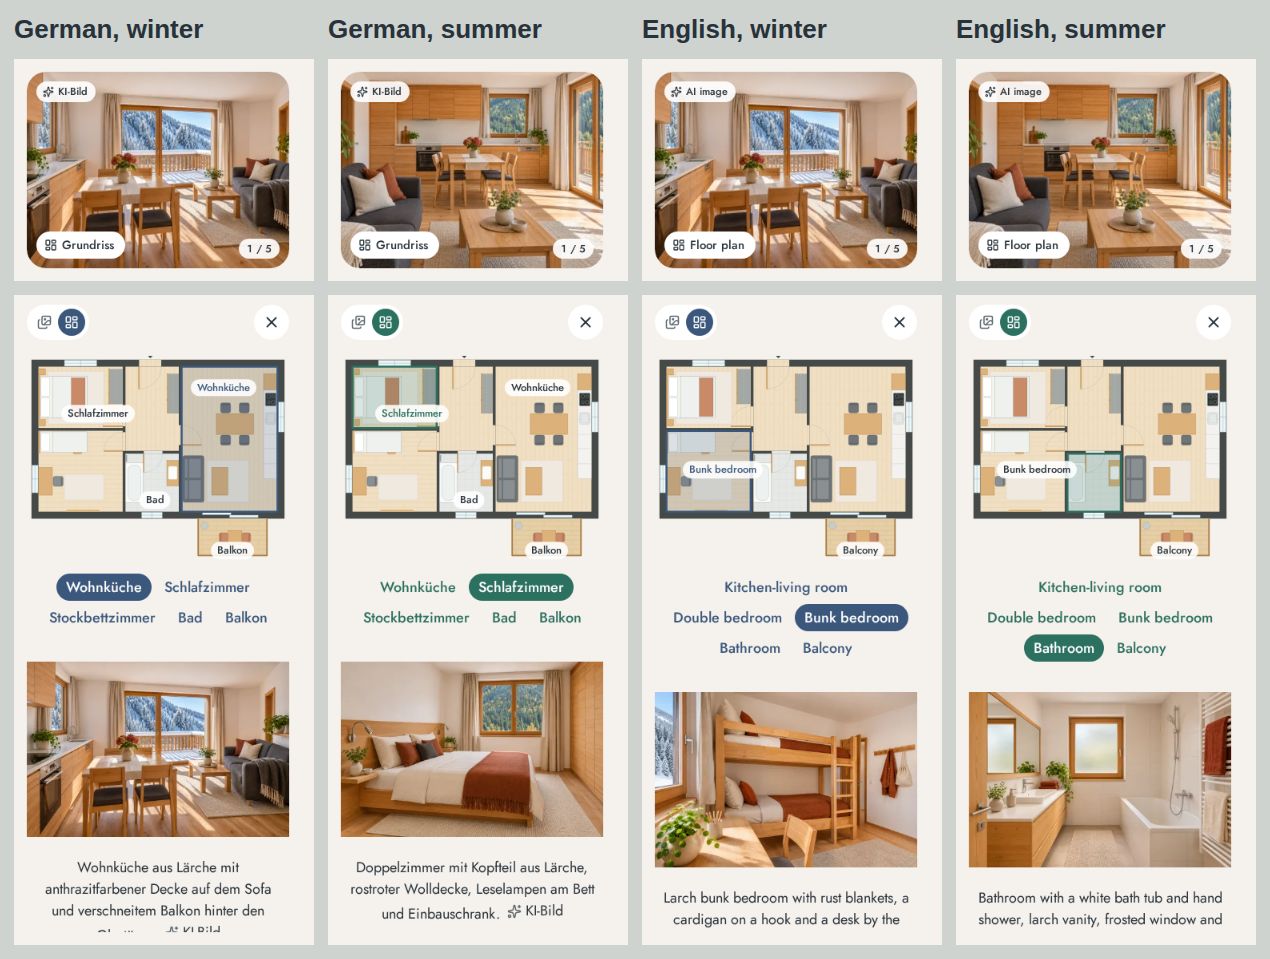 German, winter
German, summer
English, winter
English, summer
KI-Bild
Grundriss
1 / 5
KI-Bild
Grundriss
1 / 5
AI image
Floor plan
1 / 5
AI image
Floor plan
1 / 5
Wohnküche
Schlafzimmer
Bad
Balkon
Wohnküche Schlafzimmer
Stockbettzimmer Bad Balkon
Wohnküche aus Lärche mit
anthrazitfarbener Decke auf dem Sofa
und verschneitem Balkon hinter den
KI-Bild
Wohnküche
Schlafzimmer
Bad
Balkon
Wohnküche Schlafzimmer
Stockbettzimmer Bad Balkon
Doppelzimmer mit Kopfteil aus Lärche,
rostroter Wolldecke, Leselampen am Bett
und Einbauschrank. KI-Bild
Bunk bedroom
Balcony
Kitchen-living room
Double bedroom Bunk bedroom
Bathroom Balcony
Larch bunk bedroom with rust blankets, a
cardigan on a hook and a desk by the
Bunk bedroom
Balcony
Kitchen-living room
Double bedroom Bunk bedroom
Bathroom Balcony
Bathroom with a white bath tub and hand
shower, larch vanity, frosted window and